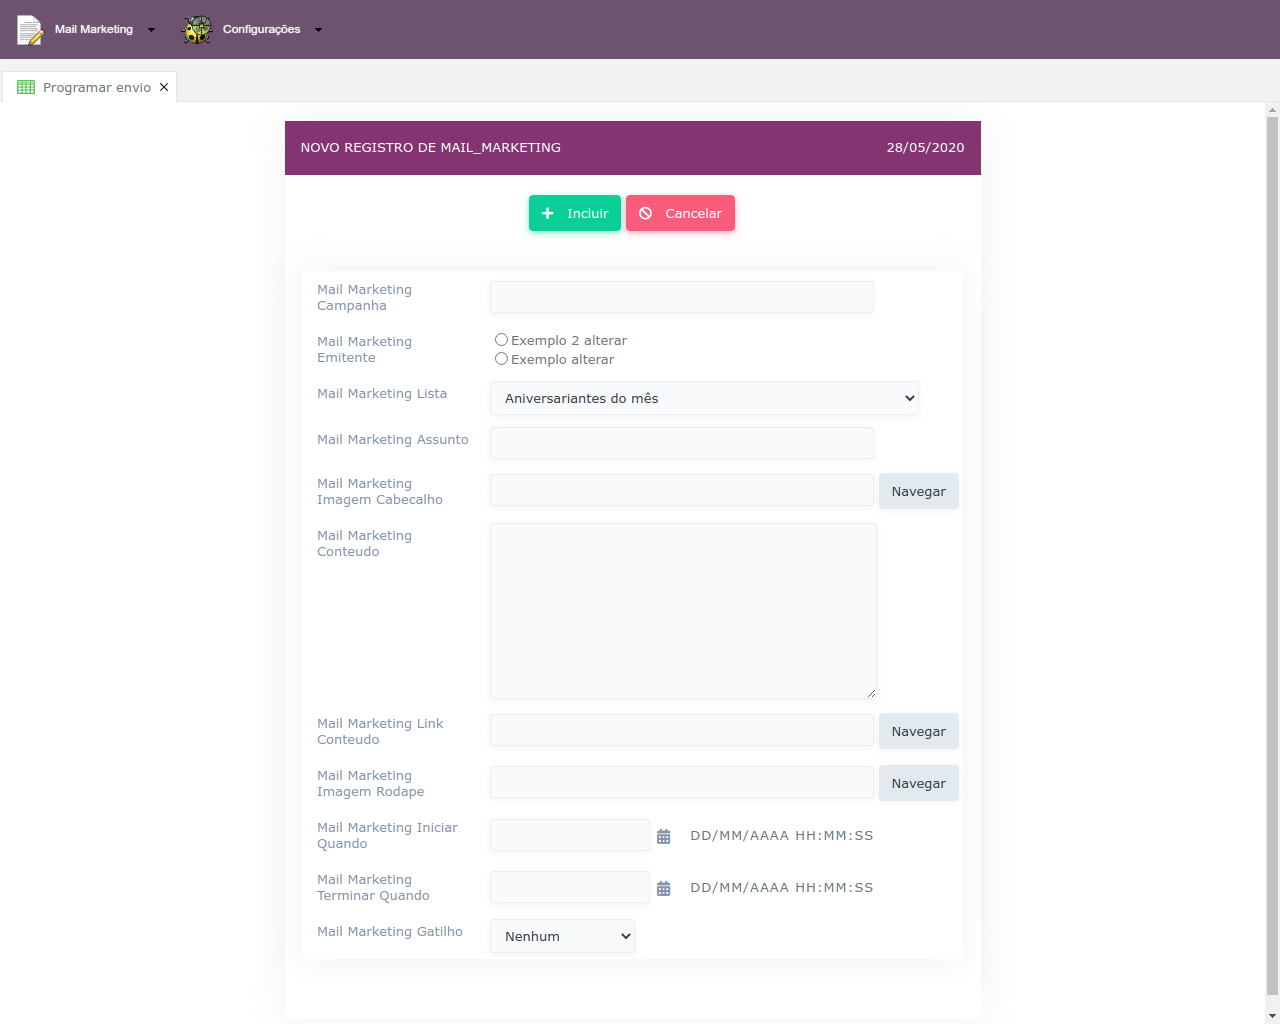 Mail Marketing
Configurações
Programar envio
NOVO REGISTRO DE MAIL_MARKETING
28/05/2020
Incluir
Cancelar
Mail Marketing
Campanha
Mail Marketing
Emitente
Exemplo 2 alterar
Exemplo alterar
Mail Marketing Lista
Aniversariantes do mês
Mail Marketing Assunto
Mail Marketing
Imagem Cabecalho
Navegar
Mail Marketing
Conteudo
Mail Marketing Link
Conteudo
Navegar
Mail Marketing
Imagem Rodape
Navegar
Mail Marketing Iniciar
Quando
DD/MM/AAAA HH:MM:SS
Mail Marketing
Terminar Quando
DD/MM/AAAA HH:MM:SS
Mail Marketing Gatilho
Nenhum